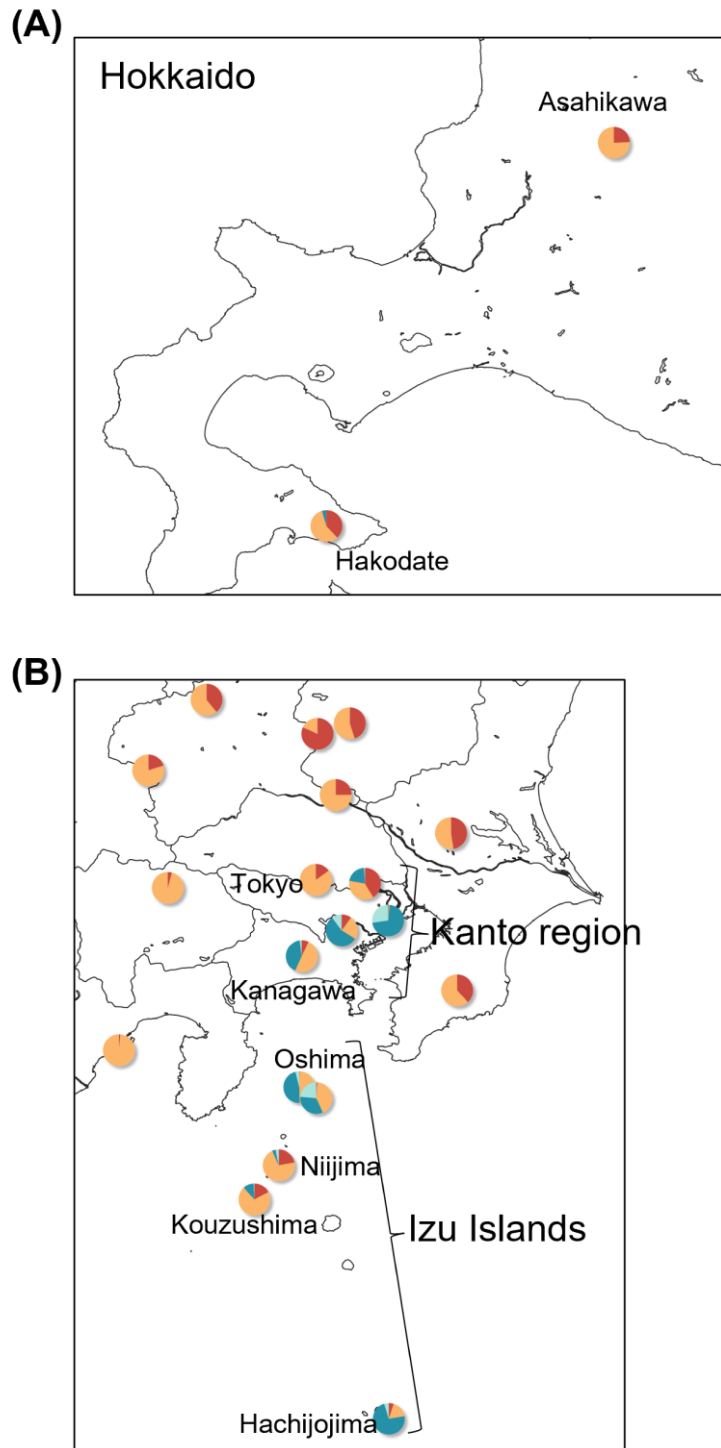 (A)
Hokkaido
Asahikawa
Hakodate
(B)
Tokyo
Kanto region
Kanagawa
Oshima
Niijima
Kouzushima
Izu Islands
Hachijojima